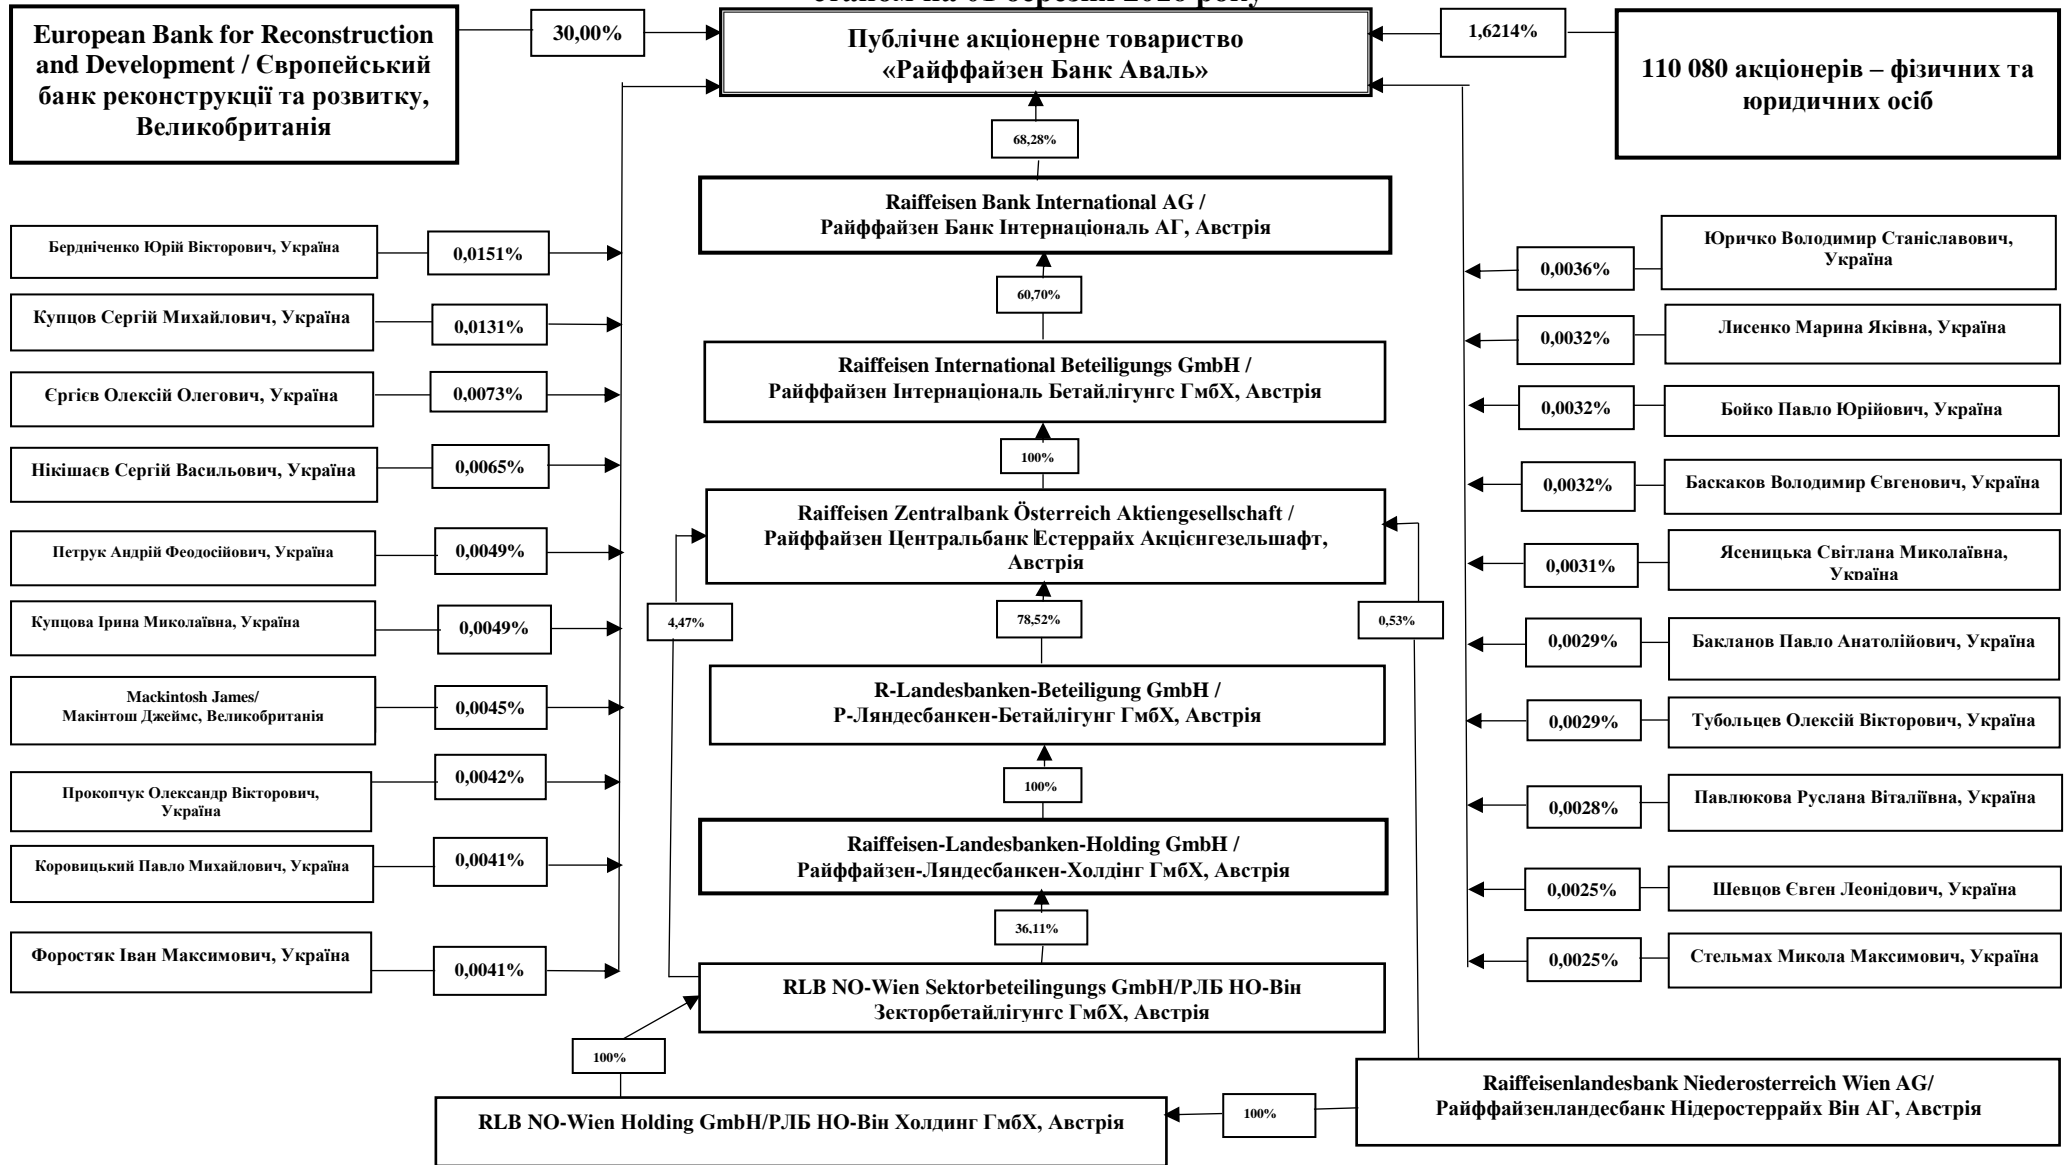 European Bank for Reconstruction
and Development / Європейський
банк реконструкції та розвитку,
Великобританія
30,00%
Публічне акціонерне товариство
«Райффайзен Банк Аваль»
1,6214%
110 080 акціонерів – фізичних та
юридичних осіб
68,28%
Raiffeisen Bank International AG /
Райффайзен Банк Інтернаціональ АГ, Австрія
60,70%
Raiffeisen International Beteiligungs GmbH /
Райффайзен Інтернаціональ Бетайлігунгс ГмбХ, Австрія
100%
Raiffeisen Zentralbank Österreich Aktiengesellschaft /
Райффайзен Центральбанк Естеррайх Акцієнгезельшафт,
Австрія
4,47%
78,52%
0,53%
R-Landesbanken-Beteiligung GmbH /
Р-Ляндесбанкен-Бетайлігунг ГмбХ, Австрія
100%
Raiffeisen-Landesbanken-Holding GmbH /
Райффайзен-Ляндесбанкен-Холдінг ГмбХ, Австрія
36,11%
RLB NO-Wien Sektorbeteilingungs GmbH/РЛБ НО-Він
Зекторбетайлігунгс ГмбХ, Австрія
100%
RLB NO-Wien Holding GmbH/РЛБ НО-Він Холдинг ГмбХ, Австрія
100%
Raiffeisenlandesbank Niederosterreich Wien AG/
Райффайзенландесбанк Нідеростеррайх Він АГ, Австрія
Бердніченко Юрій Вікторович, Україна
0,0151%
Купцов Сергій Михайлович, Україна
0,0131%
Єргієв Олексій Олегович, Україна
0,0073%
Нікішаєв Сергій Васильович, Україна
0,0065%
Петрук Андрій Феодосійович, Україна
0,0049%
Купцова Ірина Миколаївна, Україна
0,0049%
Mackintosh James/
Макінтош Джеймс, Великобританія
0,0045%
Прокопчук Олександр Вікторович,
Україна
0,0042%
Коровицький Павло Михайлович, Україна
0,0041%
Форостяк Іван Максимович, Україна
0,0041%
0,0036%
Юричко Володимир Станіславович,
Україна
0,0032%
Лисенко Марина Яківна, Україна
0,0032%
Бойко Павло Юрійович, Україна
0,0032%
Баскаков Володимир Євгенович, Україна
0,0031%
Ясеницька Світлана Миколаївна,
Україна
0,0029%
Бакланов Павло Анатолійович, Україна
0,0029%
Тубольцев Олексій Вікторович, Україна
0,0028%
Павлюкова Руслана Віталіївна, Україна
0,0025%
Шевцов Євген Леонідович, Україна
0,0025%
Стельмах Микола Максимович, Україна